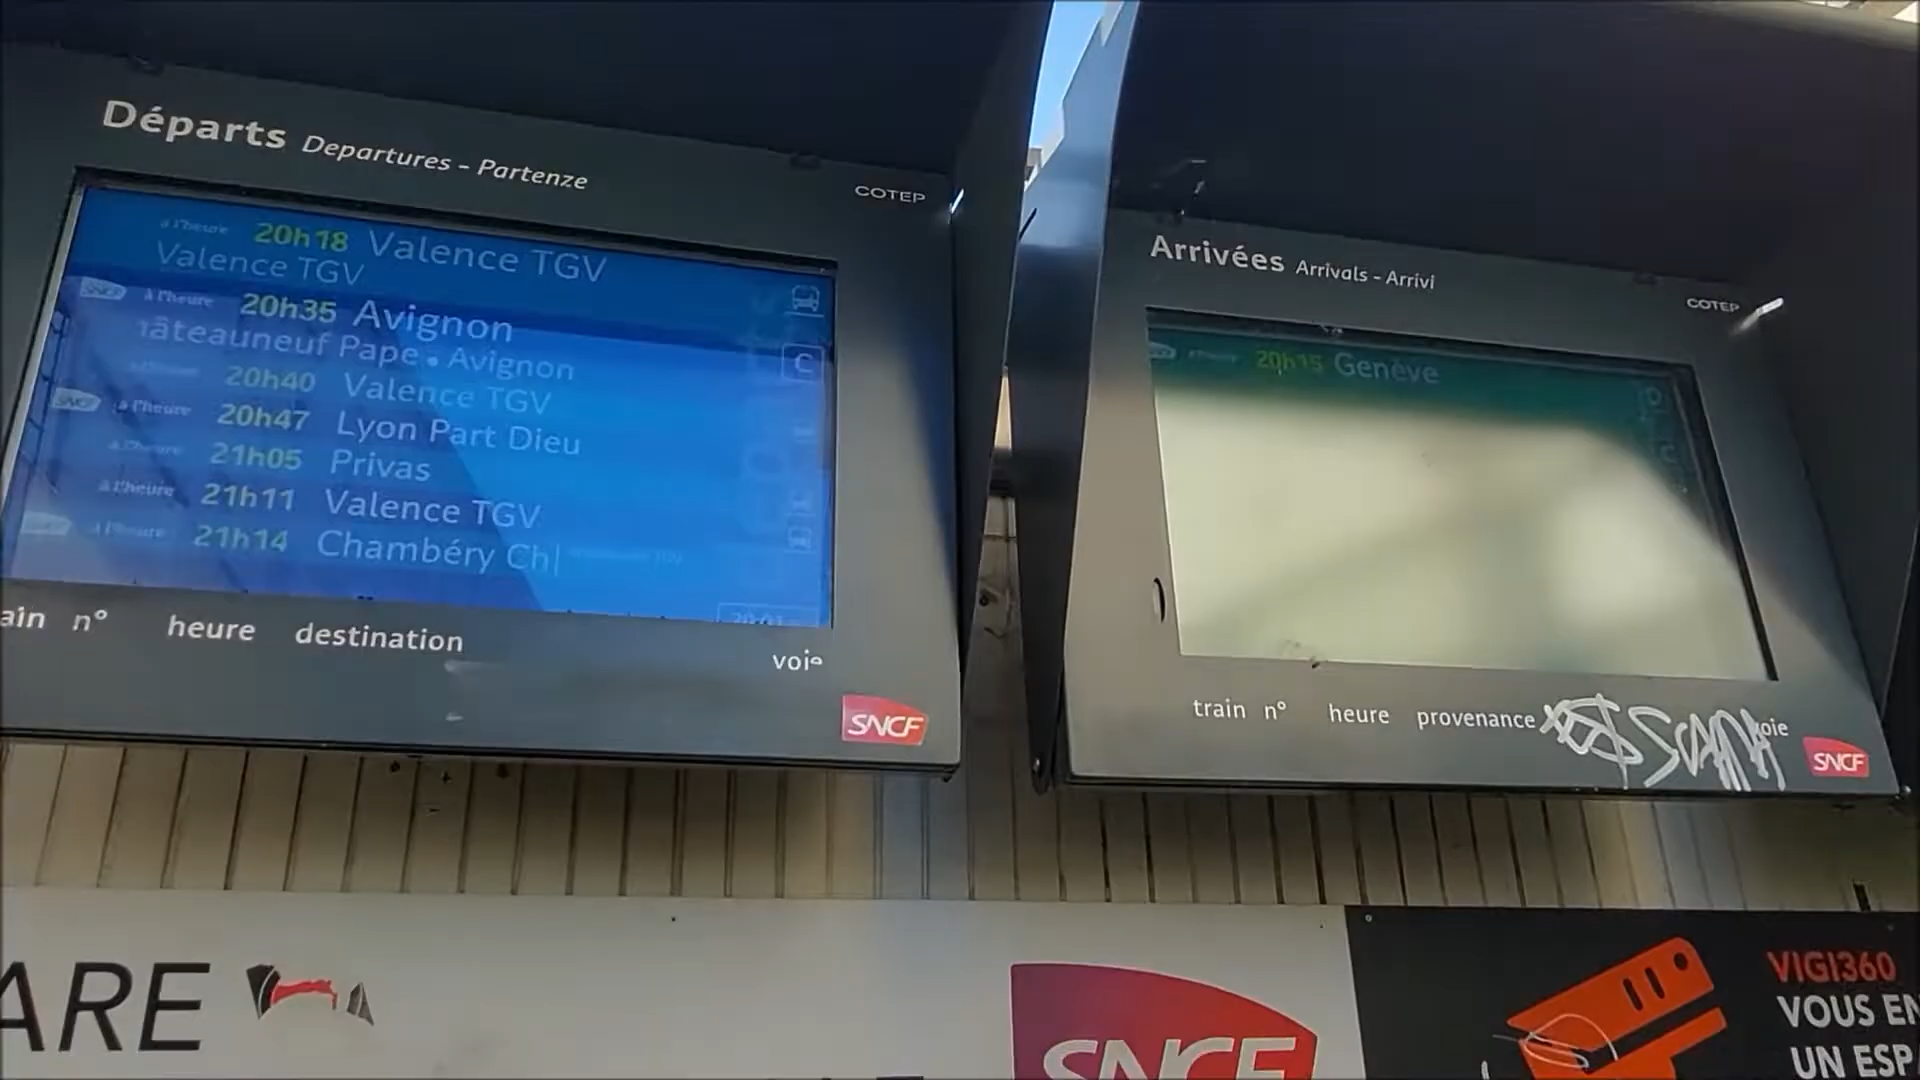 Départs Departures - Partenze
COTEP
à l'heure 20h18 Valence TGV
Valence TGV
SNCF à l'heure 20h35 Avignon
âteauneuf Pape • Avignon
C
20h40 Valence TGV
SNCF à l'heure 20h47 Lyon Part Dieu
à l'heure 21h05 Privas
à l'heure 21h11 Valence TGV
à l'heure 21h14 Chambéry Ch
ain n° heure destination voie
SNCF
Arrivées Arrivals - Arrivi
COTEP
20h15 Genève
train n° heure provenance oie
SNCF
ARE
SNCF
VIGI360
VOUS EN
UN ESP